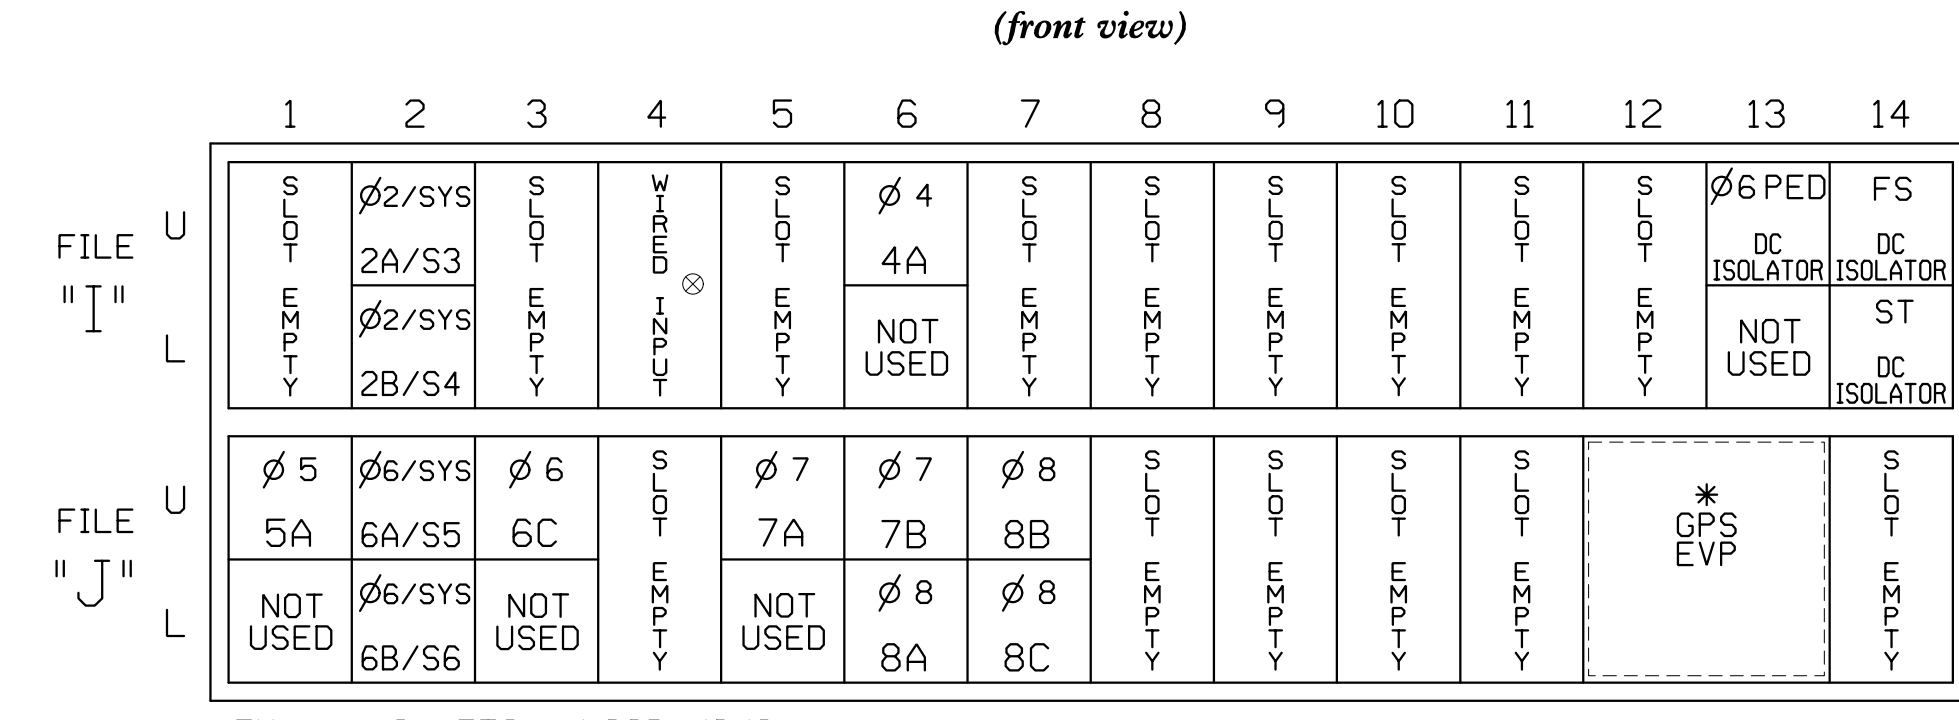 (front view)
1 2 3 4 5 6 7 8 9 10 11 12 13 14
FILE
"I"
U
L
SLOT EMPTY
Ø2/SYS
2A/S3
Ø2/SYS
2B/S4
SLOT EMPTY
WIRED INPUT
⊗
SLOT EMPTY
Ø 4
4A
NOT
USED
SLOT EMPTY
SLOT EMPTY
SLOT EMPTY
SLOT EMPTY
SLOT EMPTY
SLOT EMPTY
Ø6 PED
DC
ISOLATOR
NOT
USED
FS
DC
ISOLATOR
ST
DC
ISOLATOR
FILE
"J"
U
L
Ø 5
5A
NOT
USED
Ø6/SYS
6A/S5
Ø6/SYS
6B/S6
Ø 6
6C
NOT
USED
SLOT EMPTY
Ø 7
7A
NOT
USED
Ø 7
7B
Ø 8
8A
Ø 8
8B
Ø 8
8C
SLOT EMPTY
SLOT EMPTY
SLOT EMPTY
SLOT EMPTY
*
GPS
EVP
SLOT EMPTY